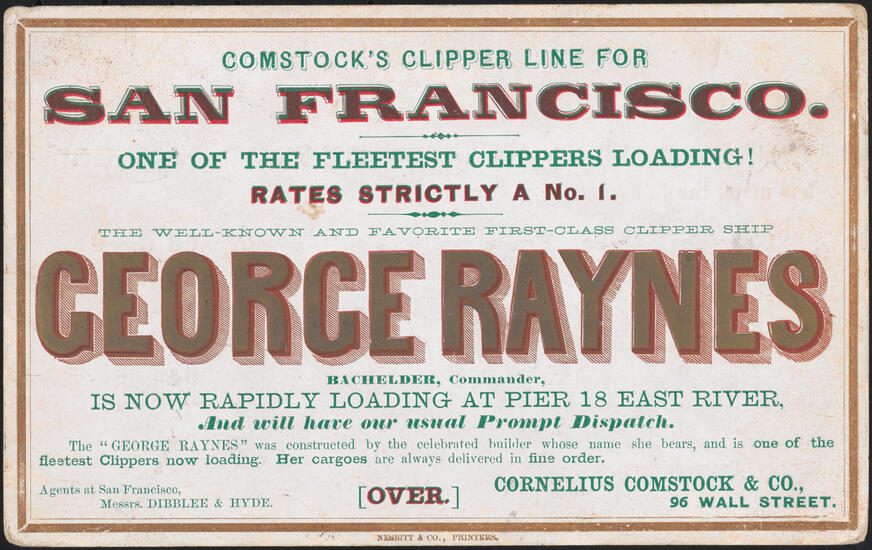 COMSTOCK'S CLIPPER LINE FOR
SAN FRANCISCO.
ONE OF THE FLEETEST CLIPPERS LOADING!
RATES STRICTLY A No. 1.
THE WELL-KNOWN AND FAVORITE FIRST-CLASS CLIPPER SHIP
GEORGE RAYNES
BACHELDER, Commander,
IS NOW RAPIDLY LOADING AT PIER 18 EAST RIVER,
And will have our usual Prompt Dispatch.
The "GEORGE RAYNES" was constructed by the celebrated builder whose name she bears, and is one of the
fleetest Clippers now loading. Her cargoes are always delivered in fine order.
Agents at San Francisco,
Messrs. DIBBLEE & HYDE.
[OVER.]
CORNELIUS COMSTOCK & CO.,
96 WALL STREET.
NESBITT & CO., PRINTERS.